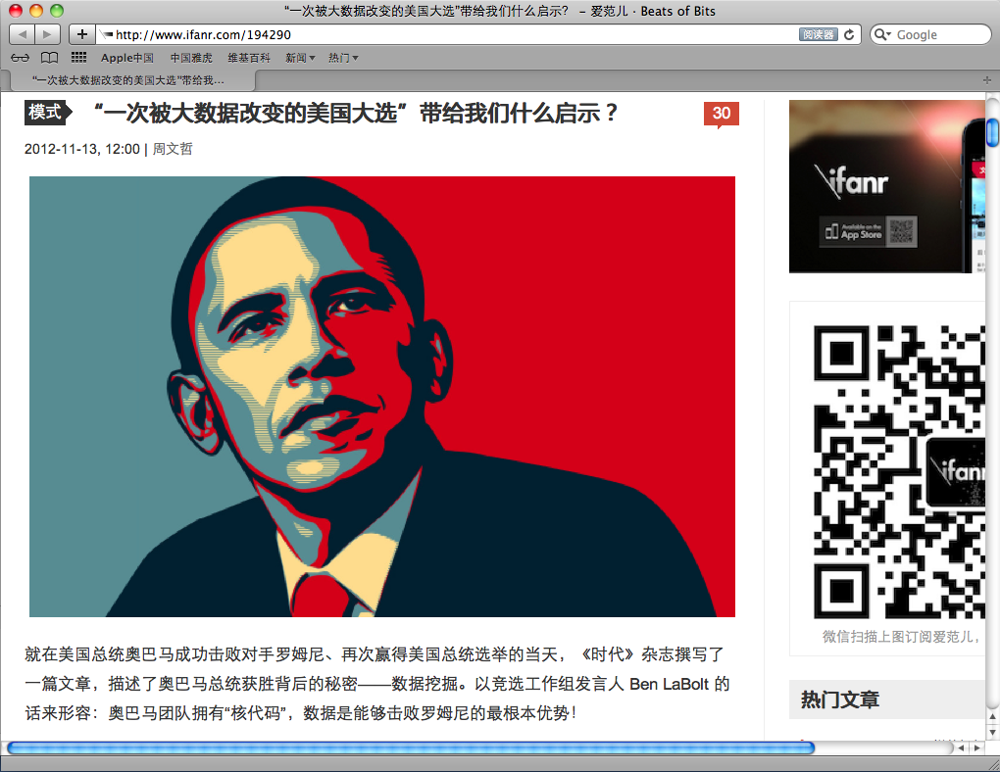 “一次被大数据改变的美国大选”带给我们什么启示？ – 爱范儿 · Beats of Bits
http://www.ifanr.com/194290
阅读器
Google
Apple中国 中国雅虎 维基百科 新闻 热门
“一次被大数据改变的美国大选”带给我...
模式 “一次被大数据改变的美国大选”带给我们什么启示？ 30
2012-11-13, 12:00 | 周文哲
ifanr
Available on the
App Store
ifanr
微信扫描上图订阅爱范儿，
就在美国总统奥巴马成功击败对手罗姆尼、再次赢得美国总统选举的当天，《时代》杂志撰写了
一篇文章，描述了奥巴马总统获胜背后的秘密——数据挖掘。以竞选工作组发言人 Ben LaBolt 的
话来形容：奥巴马团队拥有“核代码”，数据是能够击败罗姆尼的最根本优势！
热门文章